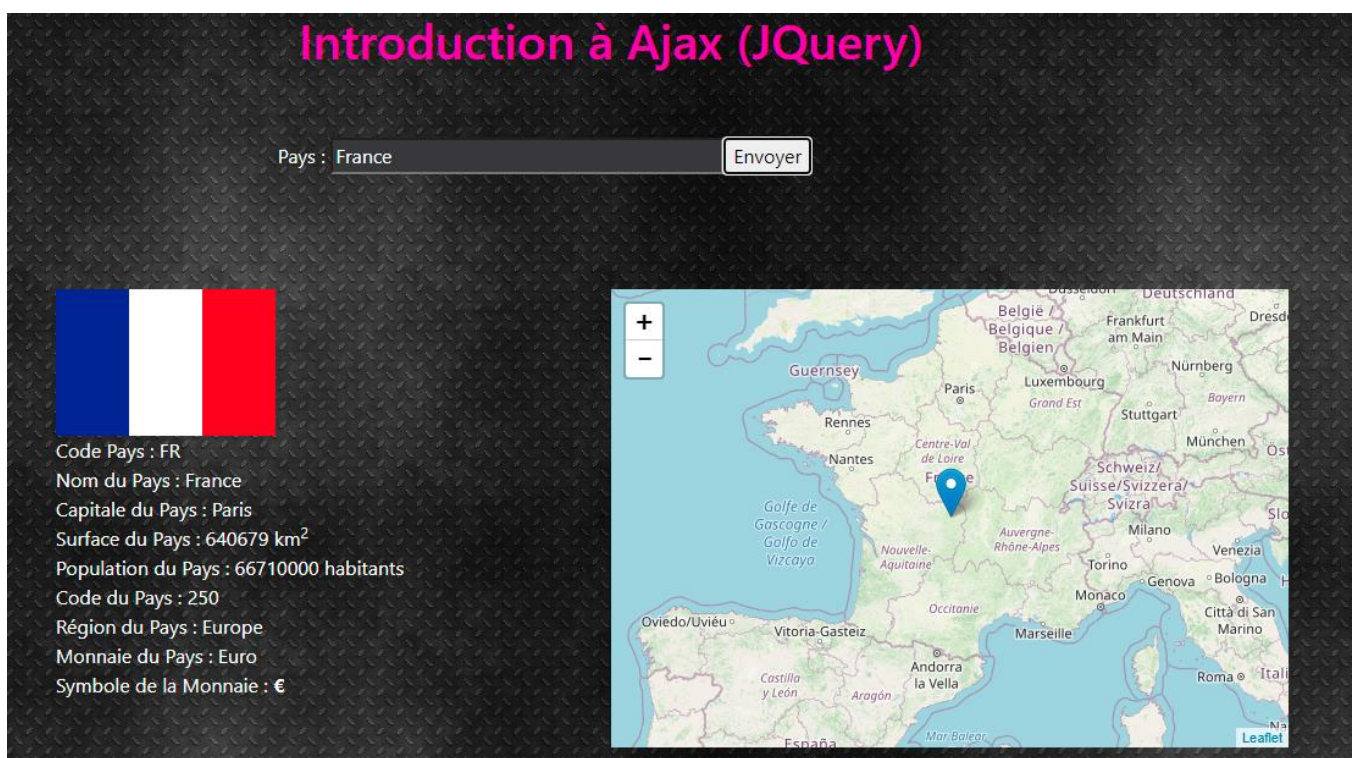 Introduction à Ajax (JQuery)
Pays : France
Envoyer
Code Pays : FR
Nom du Pays : France
Capitale du Pays : Paris
Surface du Pays : 640679 km²
Population du Pays : 66710000 habitants
Code du Pays : 250
Région du Pays : Europe
Monnaie du Pays : Euro
Symbole de la Monnaie : €
+
−
Deutschland
België /
Belgique /
Belgien
Frankfurt
am Main
Guernsey
Luxembourg
Nürnberg
Paris
Grand Est
Bayern
Stuttgart
Rennes
München
Centre-Val
de Loire
Nantes
Schweiz/
Suisse/Svizzera/
Svizra
Golfe de
Gascogne /
Golfo de
Vizcaya
Auvergne-
Rhône-Alpes
Milano
Venezia
Nouvelle-
Aquitaine
Torino
Genova
Bologna
Monaco
Occitanie
Città di San
Marino
Oviedo/Uviéu
Vitoria-Gasteiz
Marseille
Andorra
la Vella
Castilla
y León
Aragón
Roma
Mar Balear
España
Leaflet